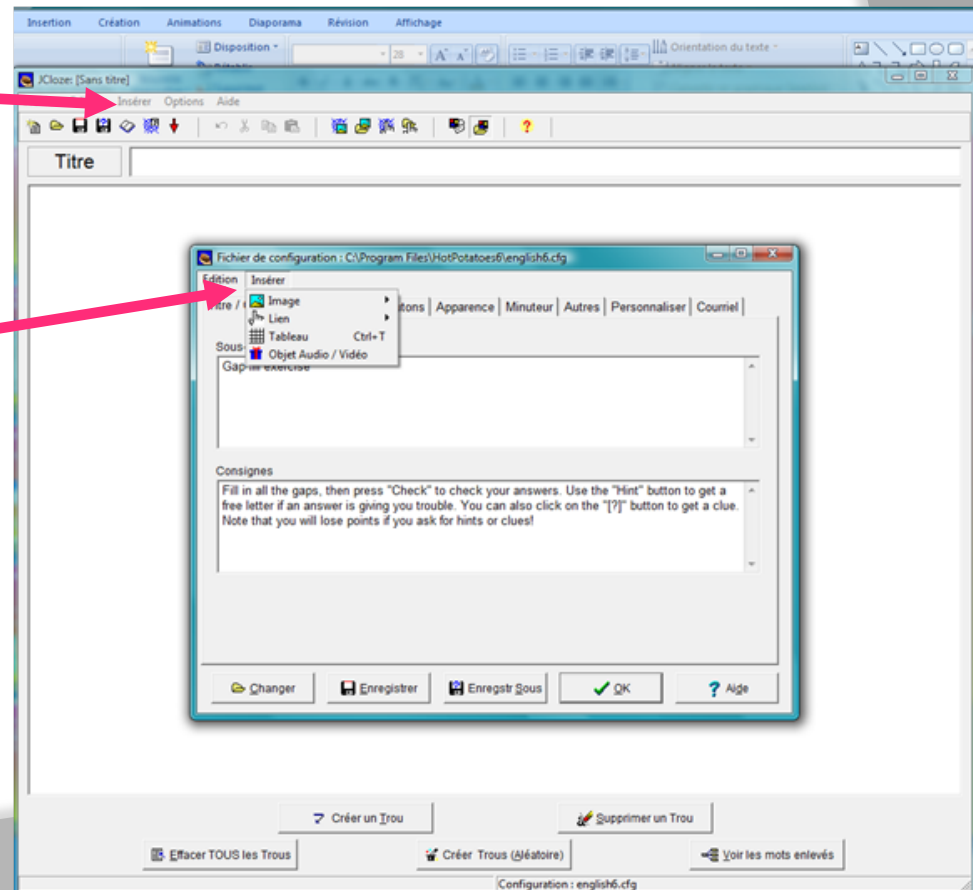 Insertion Création Animations Diaporama Révision Affichage
Disposition
28
Orientation du texte
JCloze: [Sans titre]
Insérer Options Aide
Titre
Fichier de configuration : C:\Program Files\HotPotatoes6\english6.cfg
Edition Insérer
Titre / tons Apparence Minuteur Autres Personnaliser Courriel
Image
Lien
Tableau Ctrl+T
Objet Audio / Vidéo
Sous-
Gap-fill exercise
Consignes
Fill in all the gaps, then press "Check" to check your answers. Use the "Hint" button to get a
free letter if an answer is giving you trouble. You can also click on the "[?]" button to get a clue.
Note that you will lose points if you ask for hints or clues!
Changer Enregistrer Enregstr Sous OK Aide
Créer un Trou Supprimer un Trou
Effacer TOUS les Trous Créer Trous (Aléatoire) Voir les mots enlevés
Configuration : english6.cfg